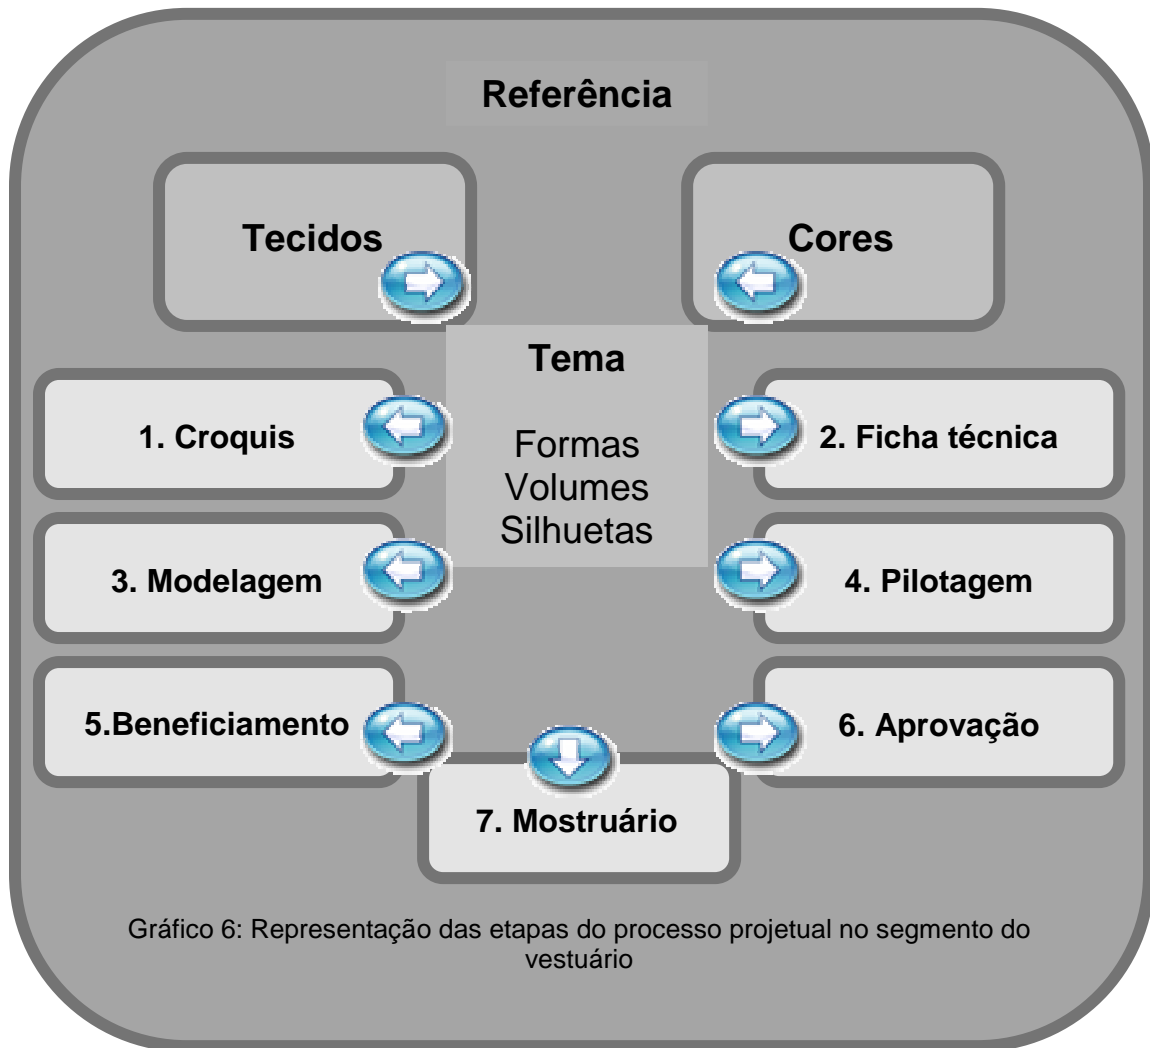 Referência
Tecidos
Cores
Tema
Formas
Volumes
Silhuetas
1. Croquis
2. Ficha técnica
3. Modelagem
4. Pilotagem
5.Beneficiamento
6. Aprovação
7. Mostruário
Gráfico 6: Representação das etapas do processo projetual no segmento do
vestuário